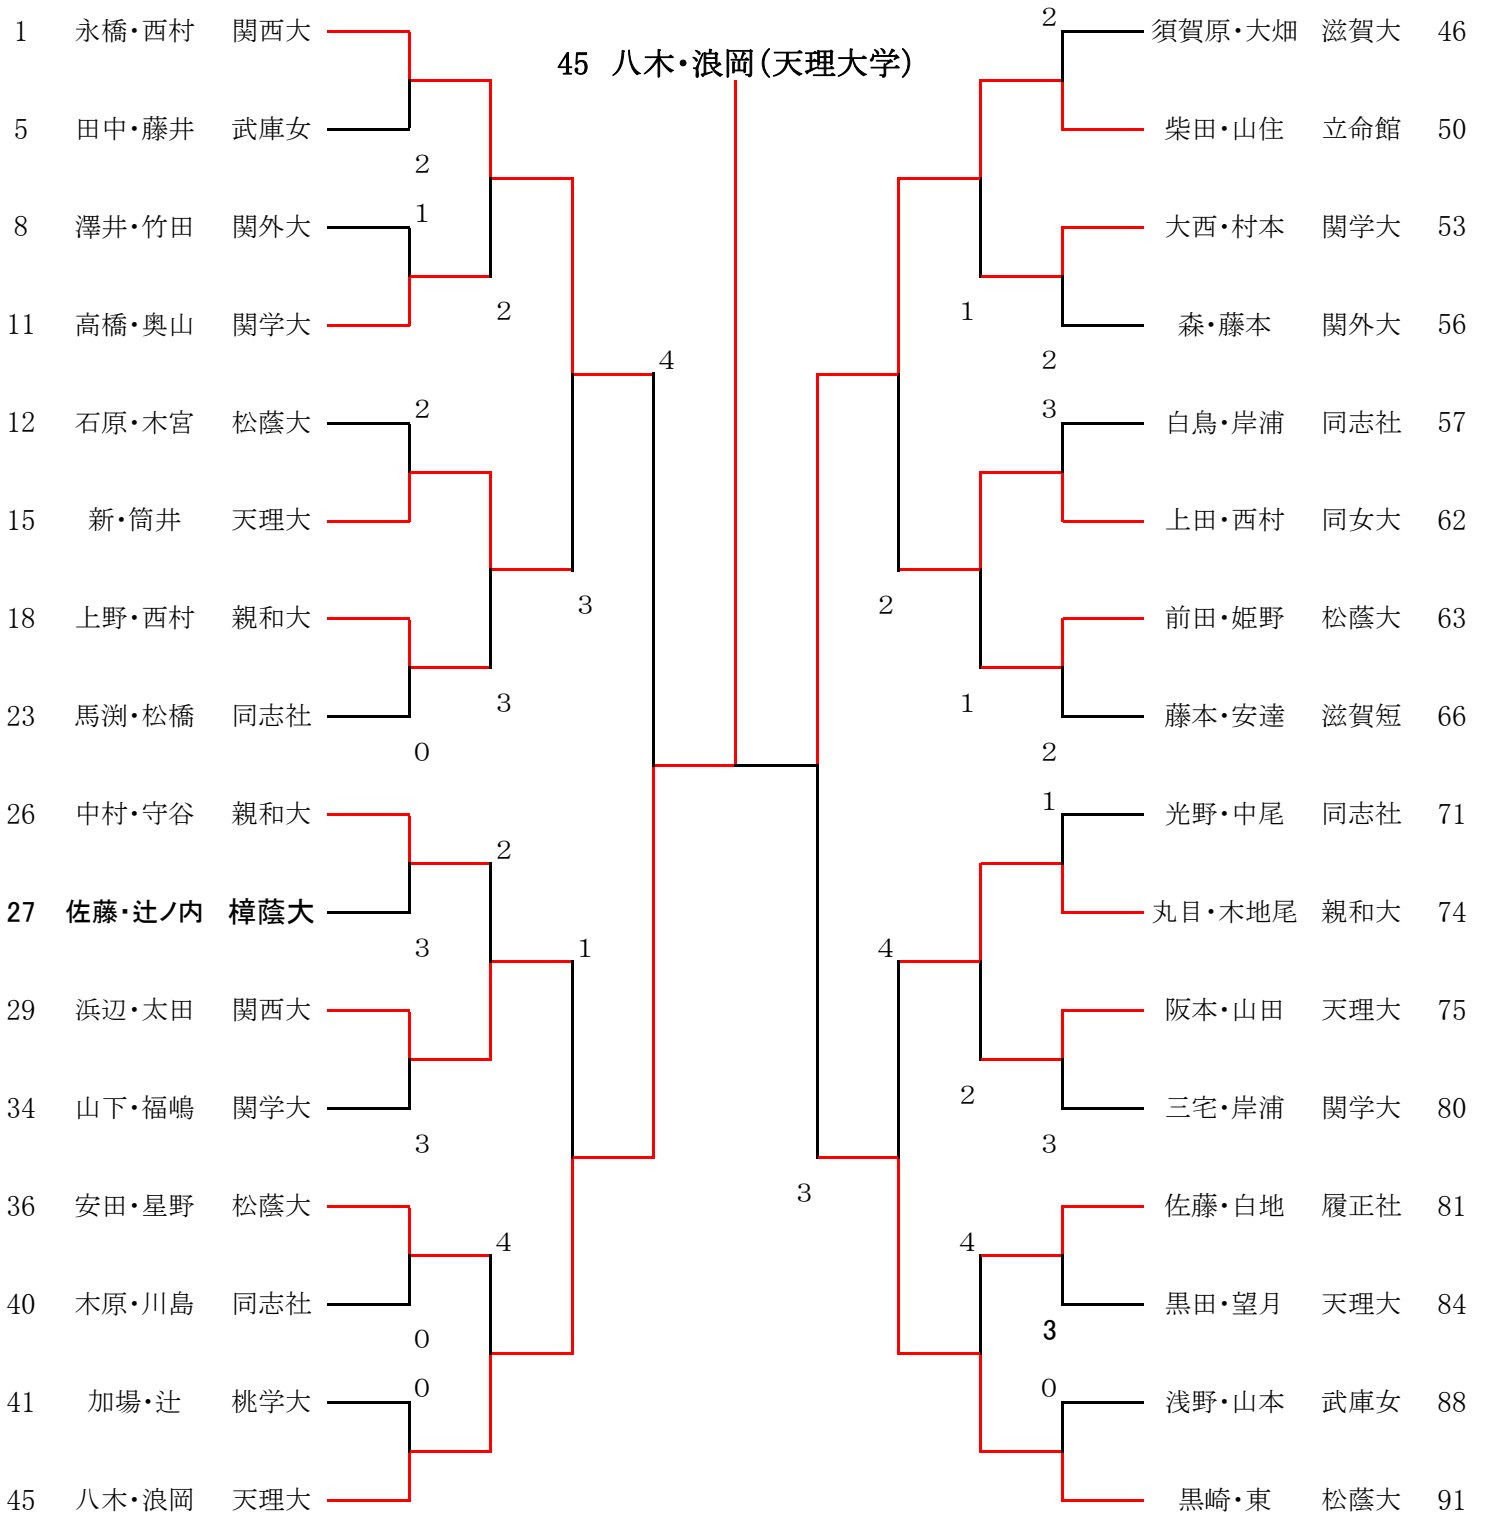 45 八木・浪岡（天理大学）
1 永橋・西村 関西大
5 田中・藤井 武庫女
2
8 澤井・竹田 関外大
1
11 高橋・奥山 関学大
2
4
12 石原・木宮 松蔭大
2
15 新・筒井 天理大
3
18 上野・西村 親和大
3
23 馬渕・松橋 同志社
0
26 中村・守谷 親和大
2
27 佐藤・辻ノ内 樟蔭大
3
1
29 浜辺・太田 関西大
34 山下・福嶋 関学大
3
36 安田・星野 松蔭大
4
40 木原・川島 同志社
0
41 加場・辻 桃学大
0
45 八木・浪岡 天理大
2
須賀原・大畑 滋賀大 46
柴田・山住 立命館 50
大西・村本 関学大 53
1
森・藤本 関外大 56
2
3
白鳥・岸浦 同志社 57
上田・西村 同女大 62
2
前田・姫野 松蔭大 63
1
藤本・安達 滋賀短 66
2
1
光野・中尾 同志社 71
丸目・木地尾 親和大 74
4
阪本・山田 天理大 75
2
三宅・岸浦 関学大 80
3
3
佐藤・白地 履正社 81
4
黒田・望月 天理大 84
3
0
浅野・山本 武庫女 88
黒崎・東 松蔭大 91